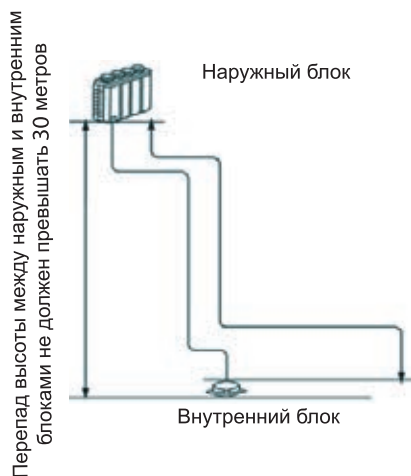 Перепад высоты между наружным и внутренним
блоками не должен превышать 30 метров
Наружный блок
Внутренний блок